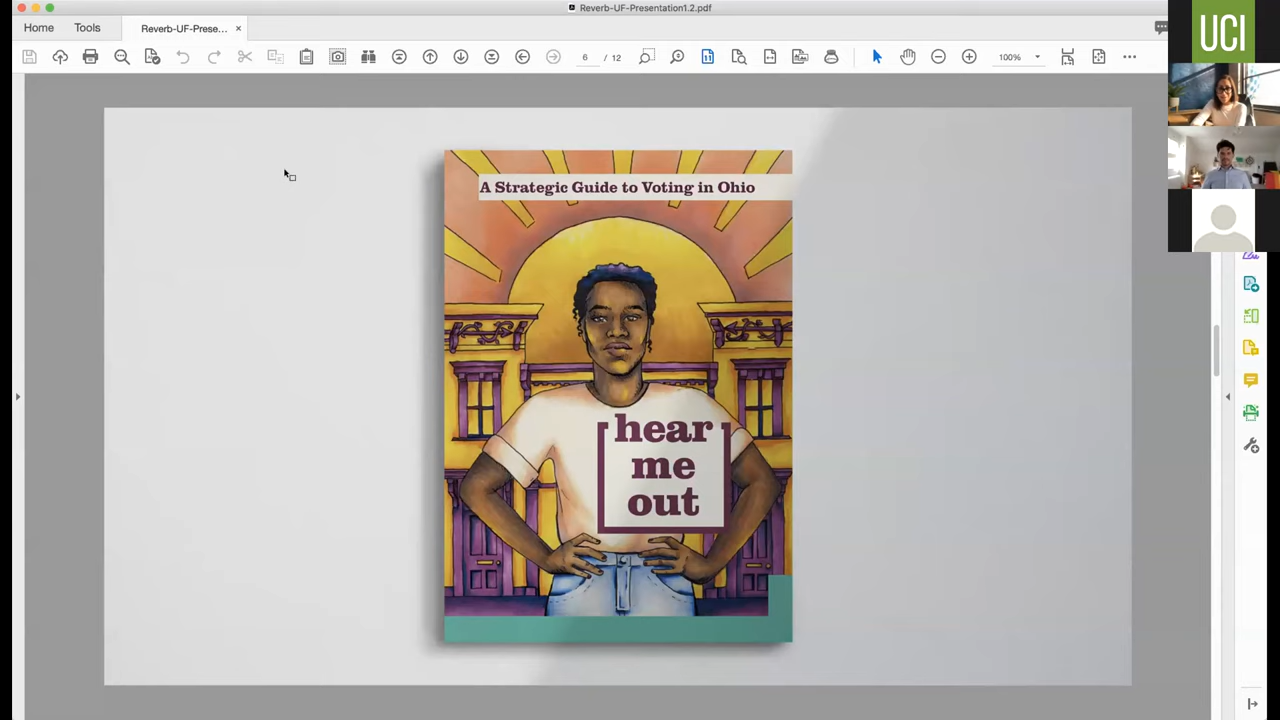 Reverb-UF-Presentation1.2.pdf
Home
Tools
Reverb-UF-Prese...
6 / 12
100%
UCI
A Strategic Guide to Voting in Ohio
hear
me
out